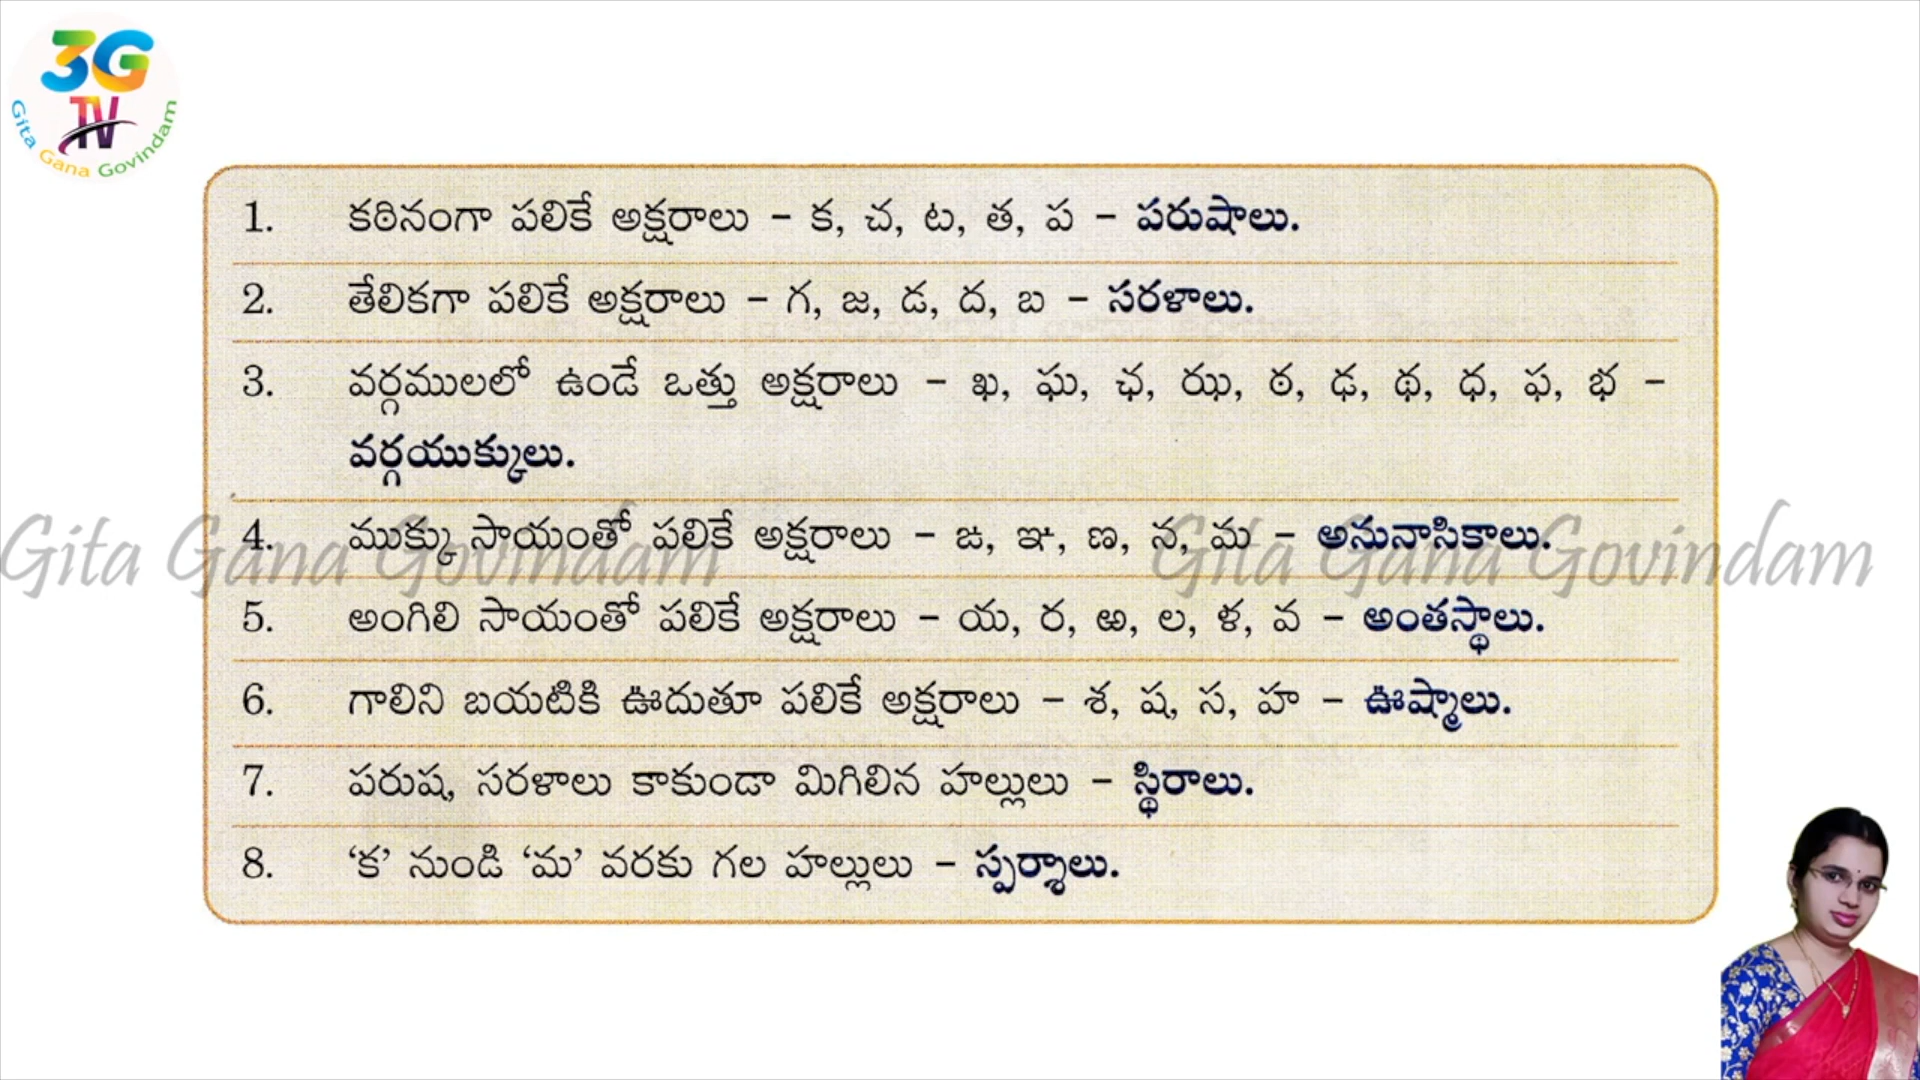 3G
TV
Gita Gana Govindam
1. కఠినంగా పలికే అక్షరాలు – క, చ, ట, త, ప – పరుషాలు.
2. తేలికగా పలికే అక్షరాలు – గ, జ, డ, ద, బ – సరళాలు.
3. వర్గములలో ఉండే ఒత్తు అక్షరాలు – ఖ, ఘ, ఛ, ఝ, ఠ, ఢ, థ, ధ, ఫ, భ –
వర్గయుక్కులు.
4. ముక్కు సాయంతో పలికే అక్షరాలు – ఙ, ఞ, ణ, న, మ – అనునాసికాలు.
Gita Gana Govindam Gita Gana Govindam
5. అంగిలి సాయంతో పలికే అక్షరాలు – య, ర, ఱ, ల, ళ, వ – అంతస్థాలు.
6. గాలిని బయటికి ఊదుతూ పలికే అక్షరాలు – శ, ష, స, హ – ఊష్మాలు.
7. పరుష, సరళాలు కాకుండా మిగిలిన హల్లులు – స్థిరాలు.
8. ‘క’ నుండి ‘మ’ వరకు గల హల్లులు – స్పర్శాలు.